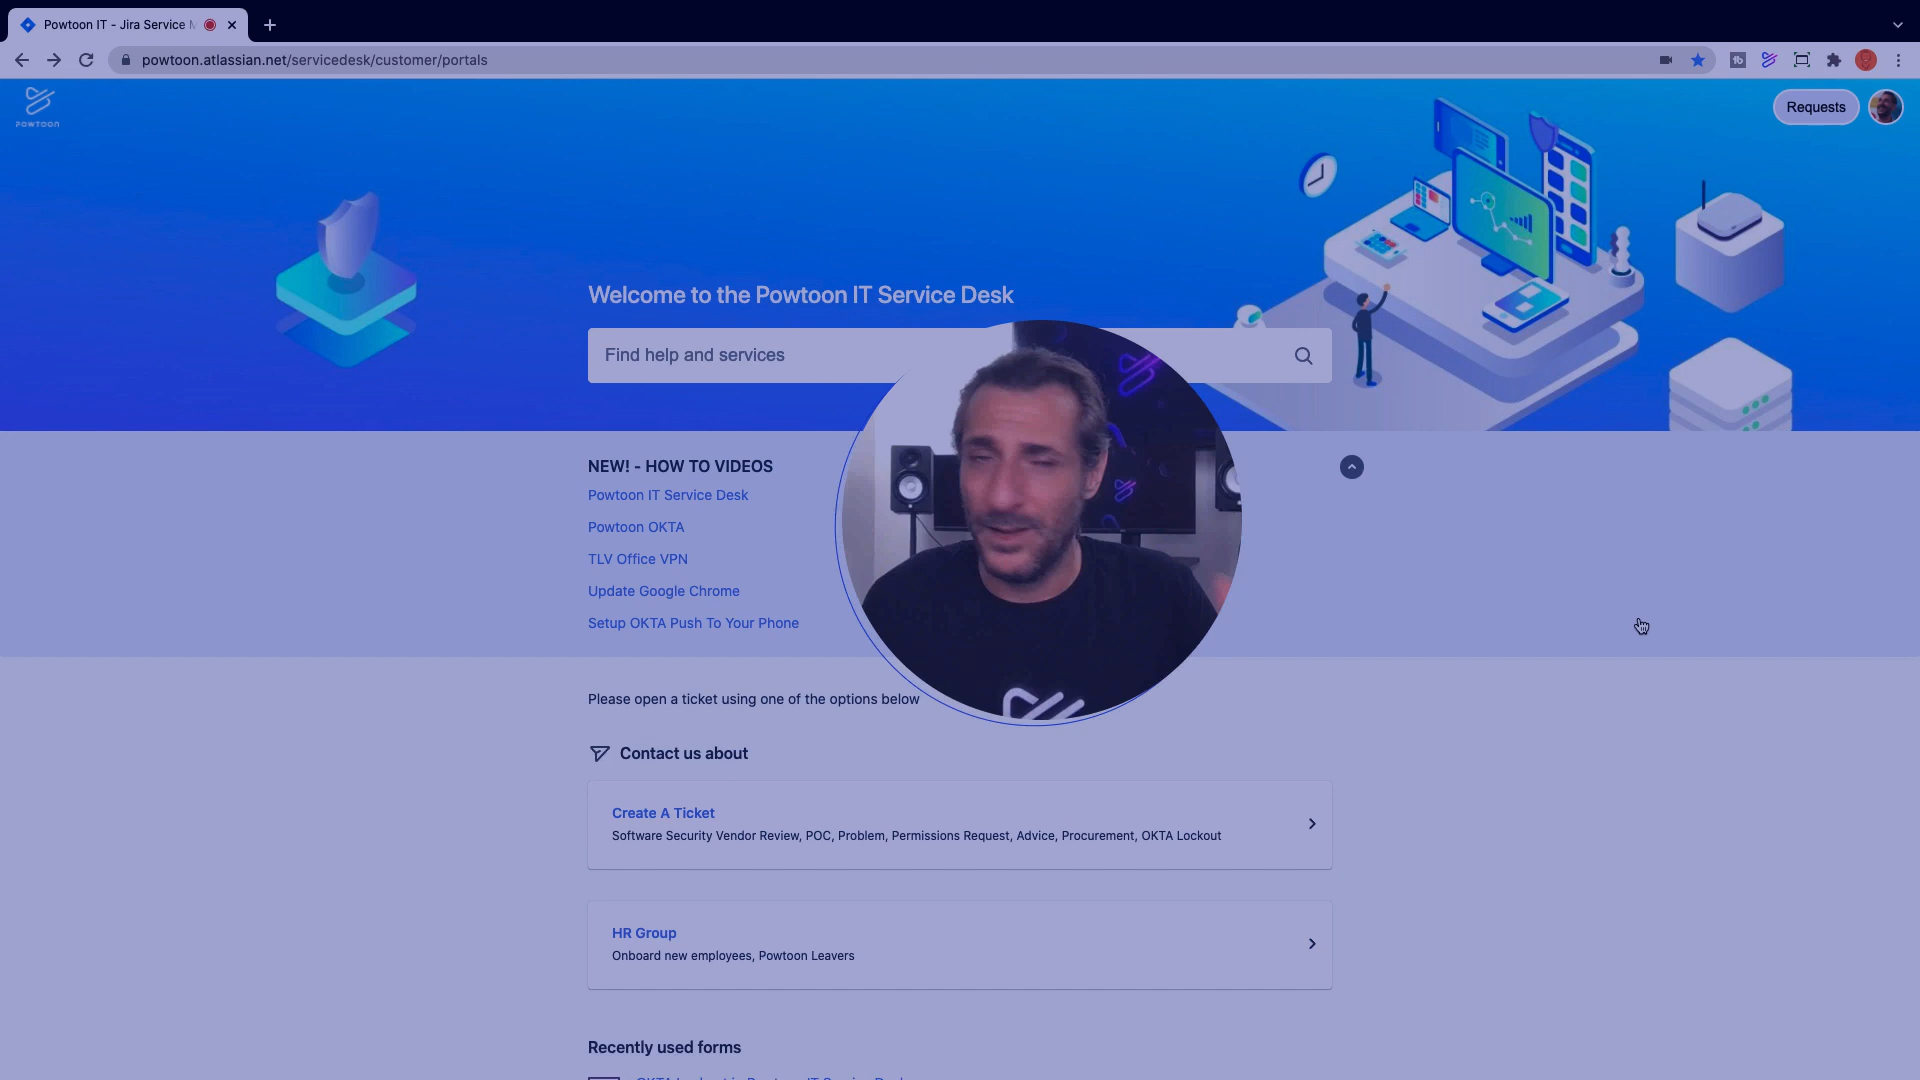 Powtoon IT - Jira Service M
powtoon.atlassian.net/servicedesk/customer/portals
POWTOON
Requests
Welcome to the Powtoon IT Service Desk
Find help and services
NEW! - HOW TO VIDEOS
Powtoon IT Service Desk
Powtoon OKTA
TLV Office VPN
Update Google Chrome
Setup OKTA Push To Your Phone
Please open a ticket using one of the options below
Contact us about
Create A Ticket
Software Security Vendor Review, POC, Problem, Permissions Request, Advice, Procurement, OKTA Lockout
HR Group
Onboard new employees, Powtoon Leavers
Recently used forms